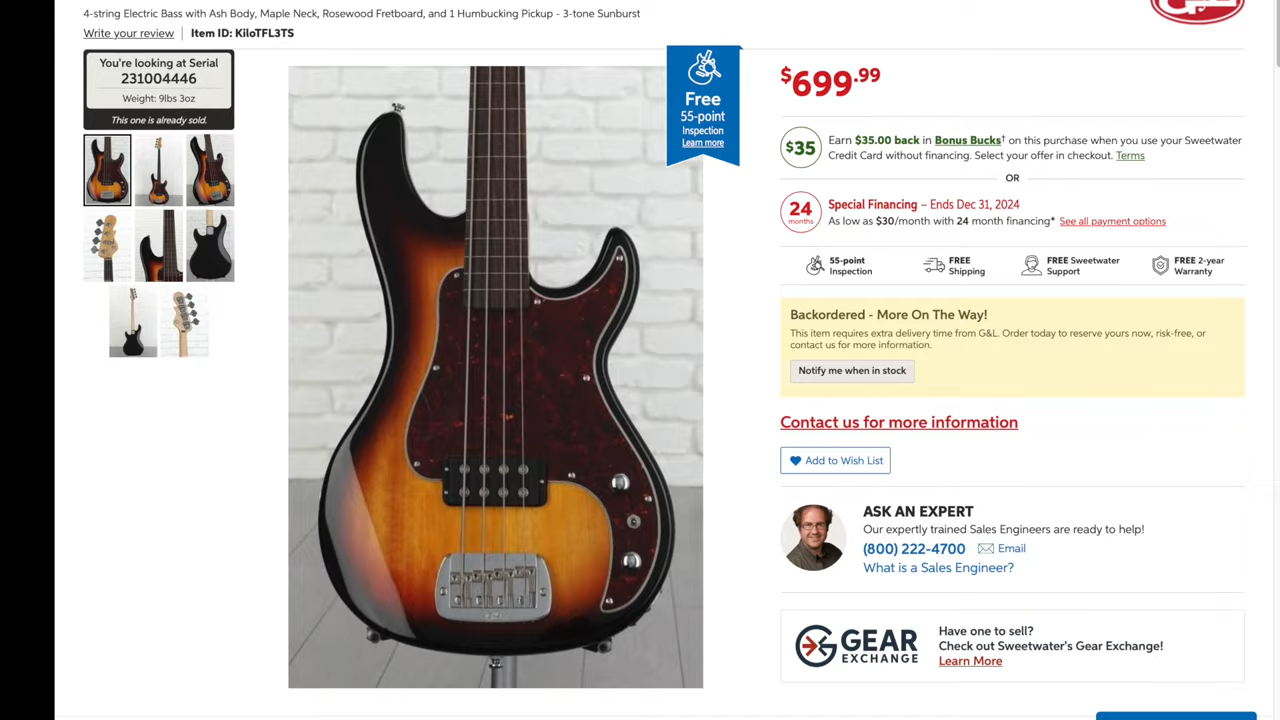 4-string Electric Bass with Ash Body, Maple Neck, Rosewood Fretboard, and 1 Humbucking Pickup - 3-tone Sunburst
Write your review
Item ID: KiloTFL3TS
You're looking at Serial
231004446
Weight: 9lbs 3oz
This one is already sold.
Free
55-point
Inspection
Learn more
$699.99
$35
Earn $35.00 back in Bonus Bucks† on this purchase when you use your Sweetwater
Credit Card without financing. Select your offer in checkout. Terms
OR
24
months
Special Financing – Ends Dec 31, 2024
As low as $30/month with 24 month financing* See all payment options
55-point
Inspection
FREE
Shipping
FREE Sweetwater
Support
FREE 2-year
Warranty
Backordered - More On The Way!
This item requires extra delivery time from G&L. Order today to reserve yours now, risk-free, or
contact us for more information.
Notify me when in stock
Contact us for more information
Add to Wish List
ASK AN EXPERT
Our expertly trained Sales Engineers are ready to help!
(800) 222-4700
Email
What is a Sales Engineer?
GEAR
EXCHANGE
Have one to sell?
Check out Sweetwater's Gear Exchange!
Learn More